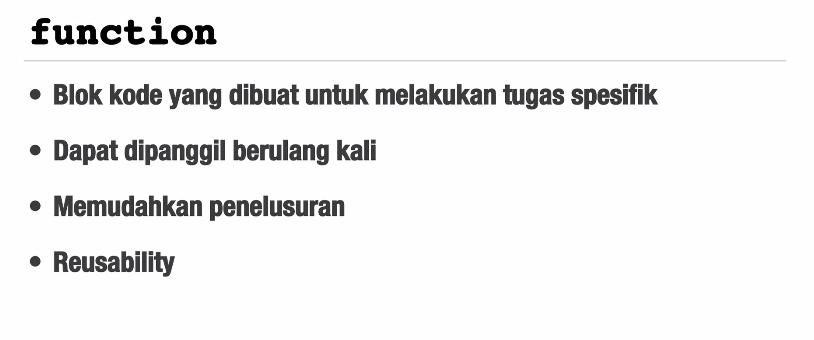 function
• Blok kode yang dibuat untuk melakukan tugas spesifik
• Dapat dipanggil berulang kali
• Memudahkan penelusuran
• Reusability